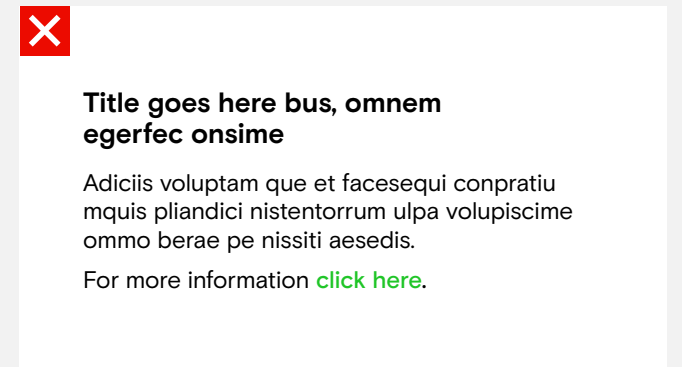 Title goes here bus, omnem
egerfec onsime
Adiciis voluptam que et facesequi conpratiu
mquis pliandici nistentorrum ulpa volupiscime
ommo berae pe nissiti aesedis.
For more information click here.